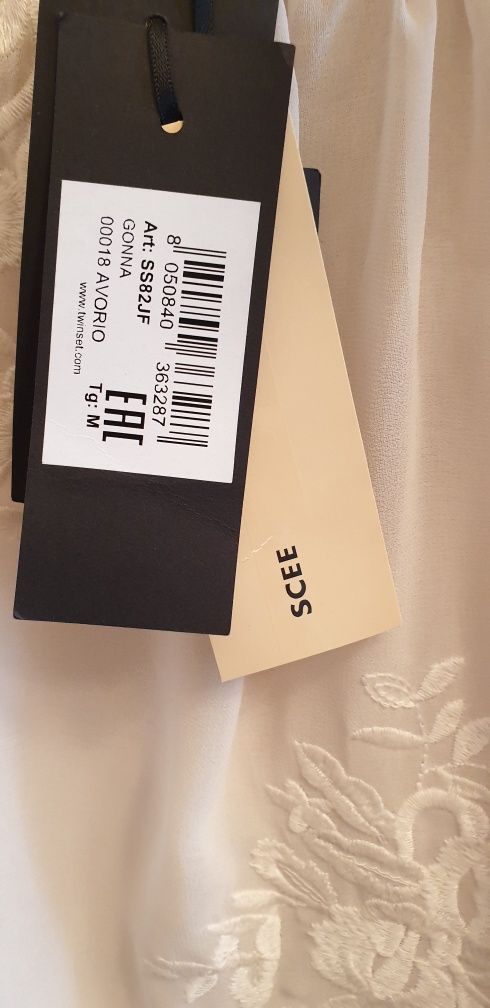 8 050840 363287
Art: SS82JF
GONNA
00018 AVORIO
www.twinset.com
EAC
Tg: M
SCEE